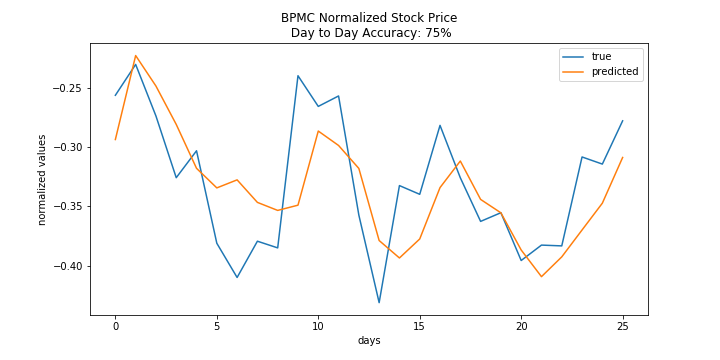 BPMC Normalized Stock Price
Day to Day Accuracy: 75%
true
predicted
normalized values
−0.25
−0.30
−0.35
−0.40
0 5 10 15 20 25
days